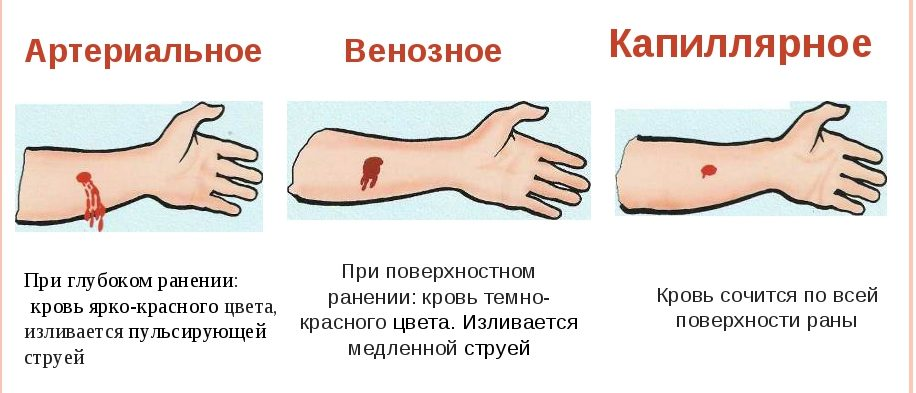 Артериальное
Венозное
Капиллярное
При глубоком ранении:
кровь ярко-красного цвета,
изливается пульсирующей
струей
При поверхностном
ранении: кровь темно-
красного цвета. Изливается
медленной струей
Кровь сочится по всей
поверхности раны